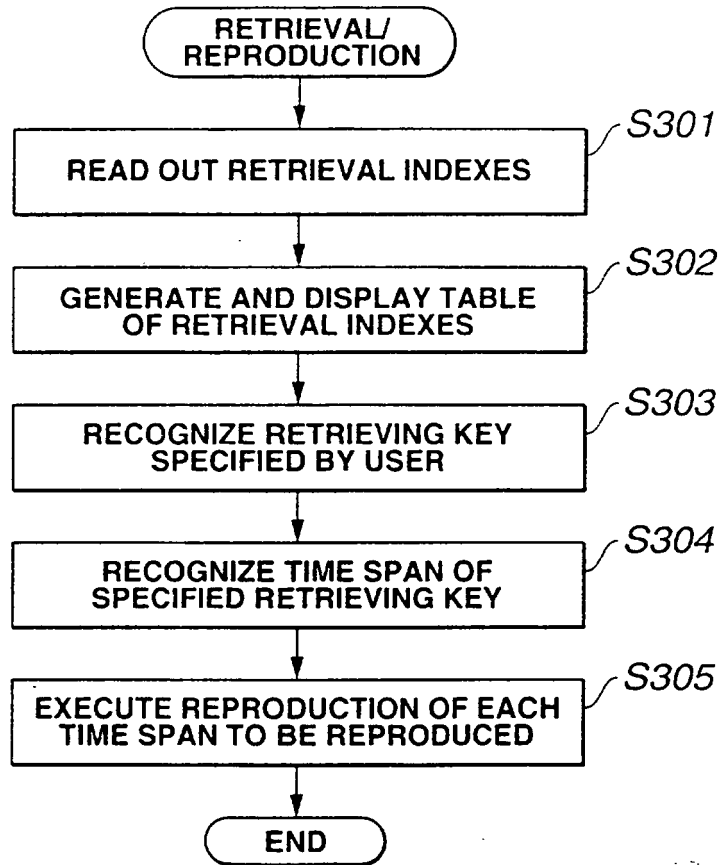 RETRIEVAL/
REPRODUCTION
S301
READ OUT RETRIEVAL INDEXES
S302
GENERATE AND DISPLAY TABLE
OF RETRIEVAL INDEXES
S303
RECOGNIZE RETRIEVING KEY
SPECIFIED BY USER
S304
RECOGNIZE TIME SPAN OF
SPECIFIED RETRIEVING KEY
S305
EXECUTE REPRODUCTION OF EACH
TIME SPAN TO BE REPRODUCED
END